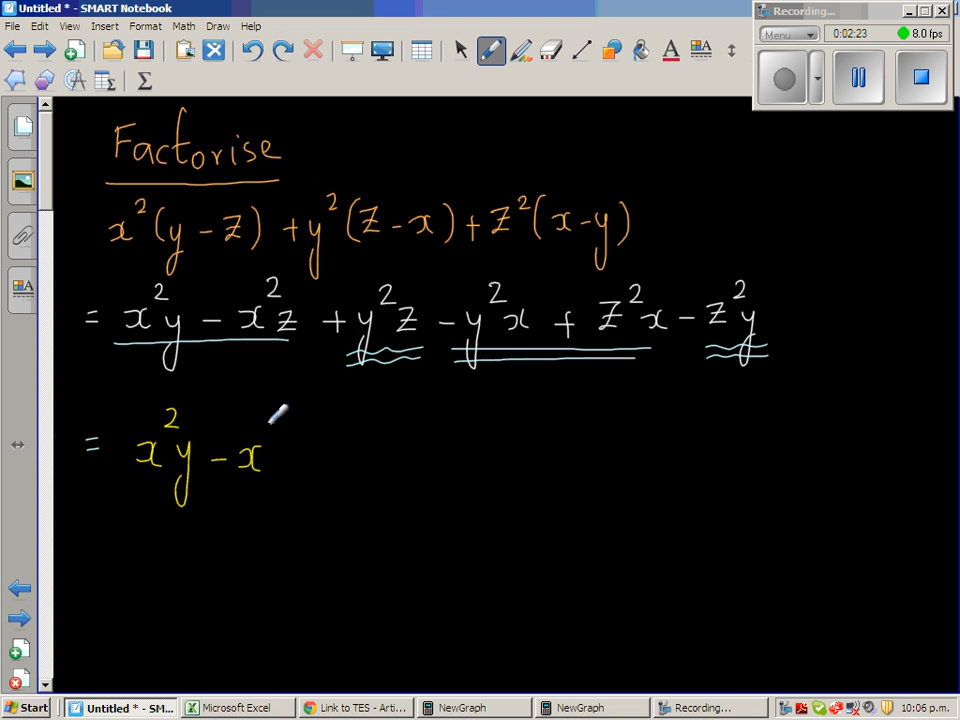 Untitled * - SMART Notebook
Recording...
File Edit View Insert Format Math Draw Help
Menu 0:02:23 8.0 fps
Factorise
x²(y - z) + y²(z - x) + z²(x - y)
= x²y - x²z + y²z - y²x + z²x - z²y
= x²y - x
Start Untitled * - SMART... Microsoft Excel Link to TES - Arti... NewGraph NewGraph Recording... 10:06 p.m.